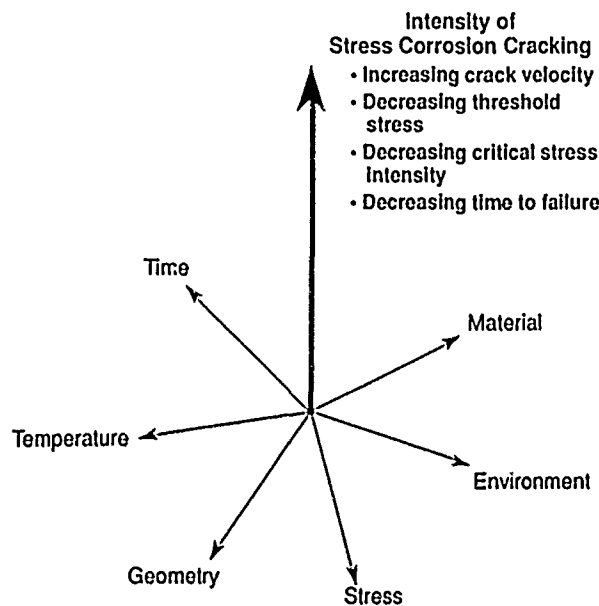 Intensity of
Stress Corrosion Cracking
• Increasing crack velocity
• Decreasing threshold
stress
• Decreasing critical stress
intensity
• Decreasing time to failure
Time
Material
Temperature
Environment
Geometry
Stress